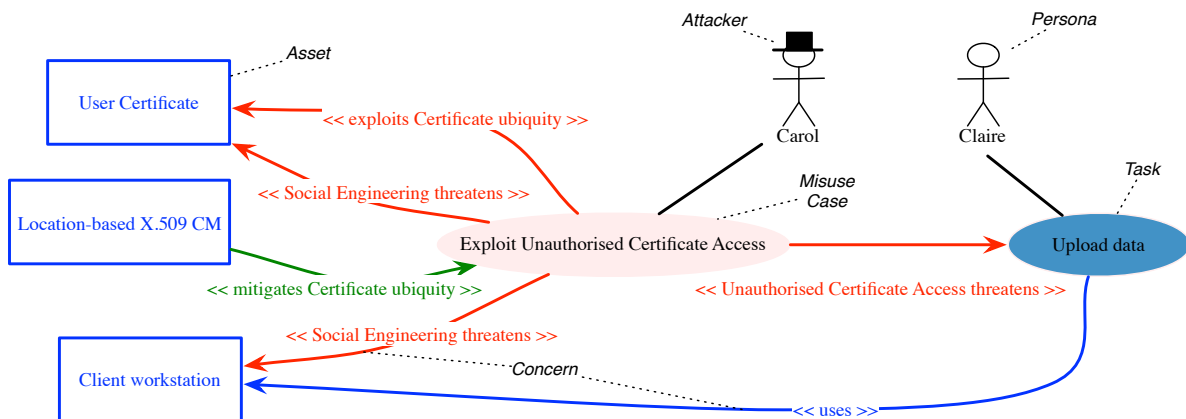 Attacker
Persona
Asset
User Certificate
<< exploits Certificate ubiquity >>
Carol
Claire
<< Social Engineering threatens >>
Misuse
Case
Task
Location-based X.509 CM
Exploit Unauthorised Certificate Access
Upload data
<< mitigates Certificate ubiquity >>
<< Unauthorised Certificate Access threatens >>
<< Social Engineering threatens >>
Client workstation
Concern
<< uses >>